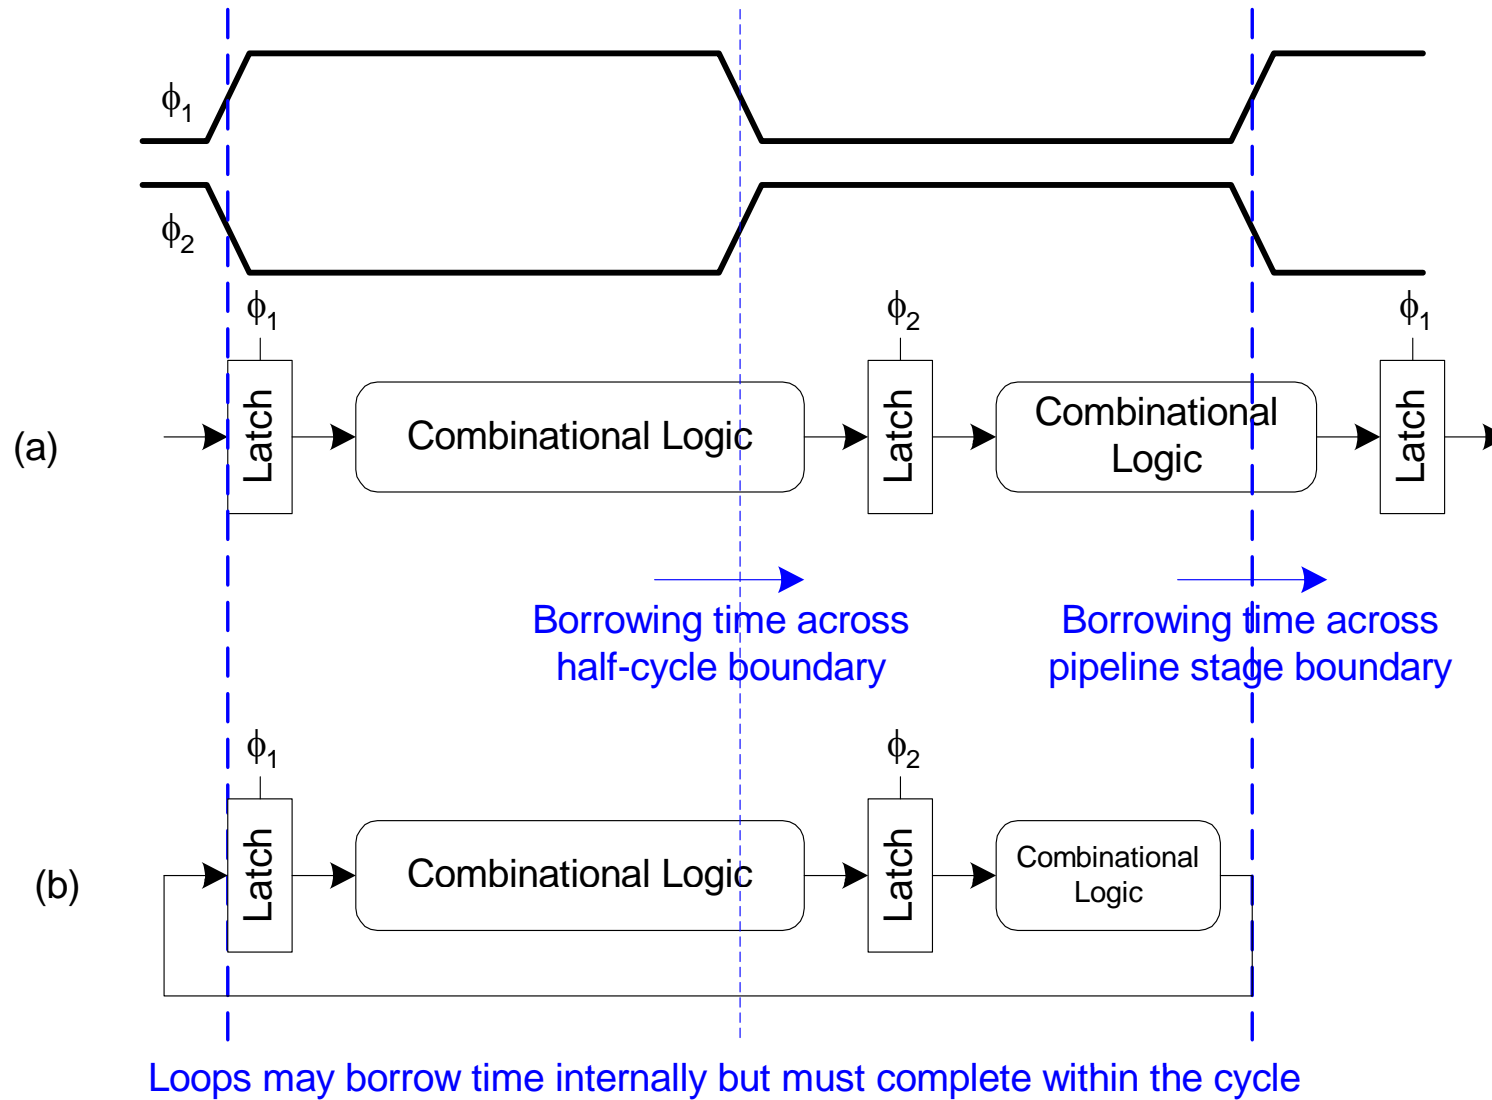 ϕ1
ϕ2
ϕ1 ϕ2 ϕ1
(a) Latch Combinational Logic Latch Combinational Logic Latch
Borrowing time across
half-cycle boundary
Borrowing time across
pipeline stage boundary
ϕ1 ϕ2
(b) Latch Combinational Logic Latch Combinational Logic
Loops may borrow time internally but must complete within the cycle